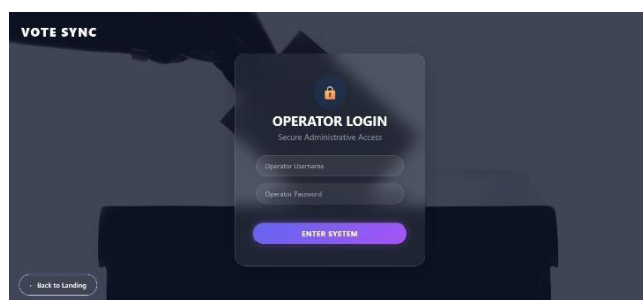 VOTE SYNC
OPERATOR LOGIN
Secure Administrative Access
Operator Username
Operator Password
ENTER SYSTEM
← Back to Landing